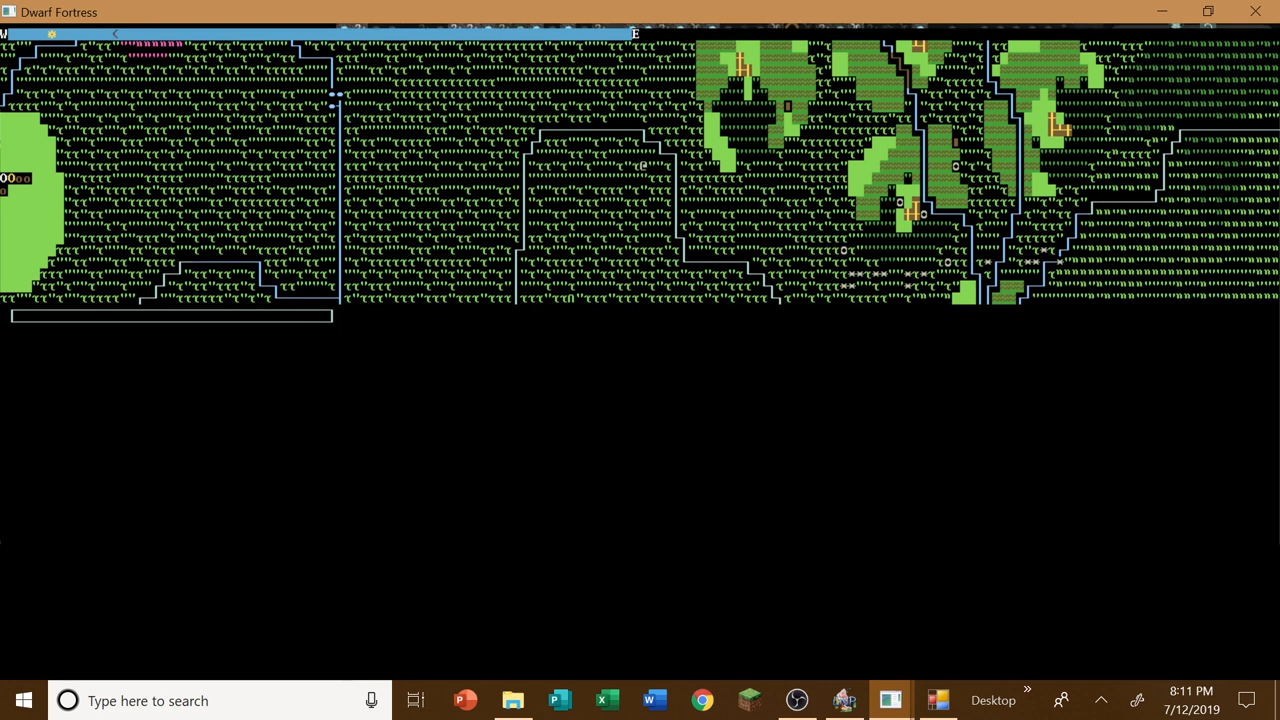 Dwarf Fortress
W E
Type here to search
Desktop
8:11 PM
7/12/2019